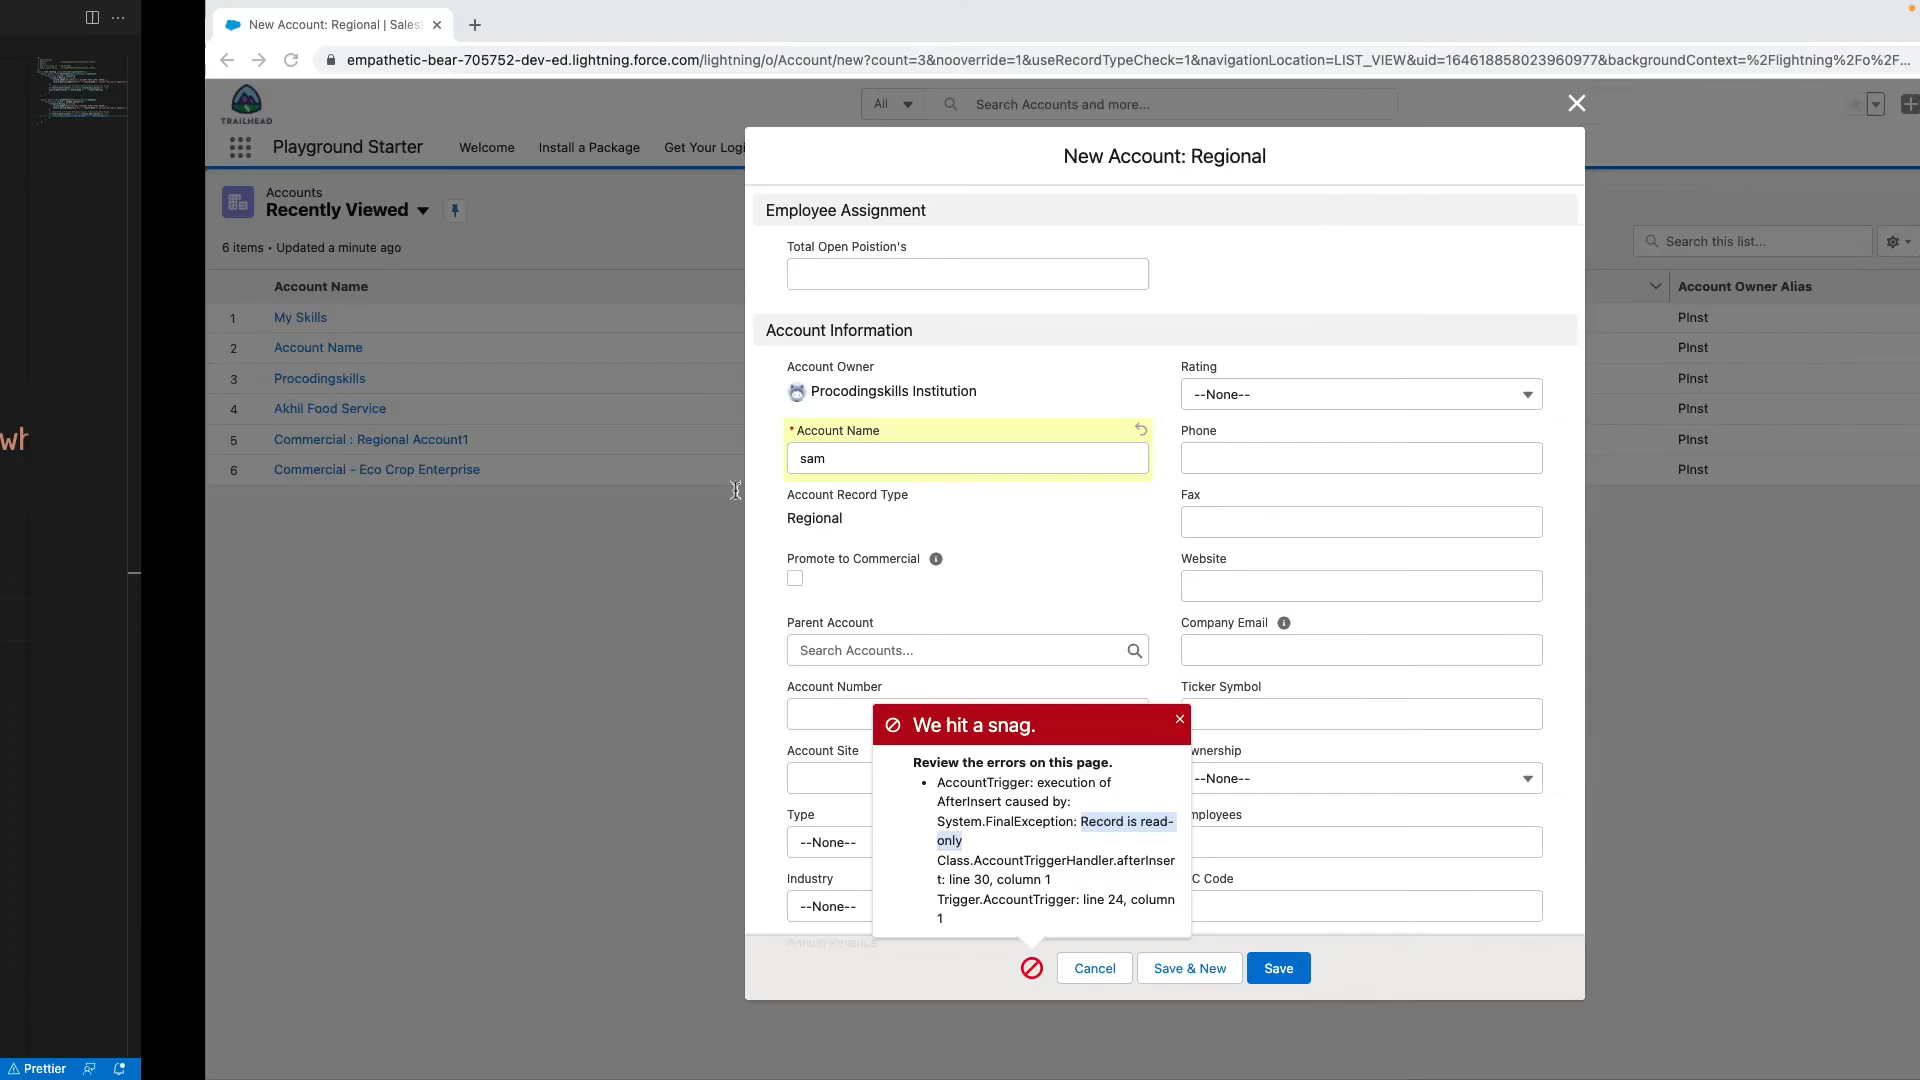 New Account: Regional | Sales
empathetic-bear-705752-dev-ed.lightning.force.com/lightning/o/Account/new?count=3&nooverride=1&useRecordTypeCheck=1&navigationLocation=LIST_VIEW&uid=164618858023960977&backgroundContext=%2Flightning%2Fo%2F...
TRAILHEAD
All
Search Accounts and more...
Playground Starter
Welcome
Install a Package
Get Your Logi
Accounts
Recently Viewed
6 items • Updated a minute ago
Search this list...
Account Name
Account Owner Alias
1 My Skills PInst
2 Account Name PInst
3 Procodingskills PInst
4 Akhil Food Service PInst
5 Commercial : Regional Account1 PInst
6 Commercial - Eco Crop Enterprise PInst
wh
Prettier
New Account: Regional
Employee Assignment
Total Open Poistion's
Account Information
Account Owner
Procodingskills Institution
Rating
--None--
* Account Name
sam
Phone
Account Record Type
Regional
Fax
Promote to Commercial
Website
Parent Account
Search Accounts...
Company Email
Account Number
Ticker Symbol
Account Site
wnership
--None--
Type
--None--
mployees
Industry
--None--
C Code
Annual Revenue
We hit a snag.
Review the errors on this page.
• AccountTrigger: execution of
AfterInsert caused by:
System.FinalException: Record is read-
only
Class.AccountTriggerHandler.afterInser
t: line 30, column 1
Trigger.AccountTrigger: line 24, column
1
Cancel
Save & New
Save